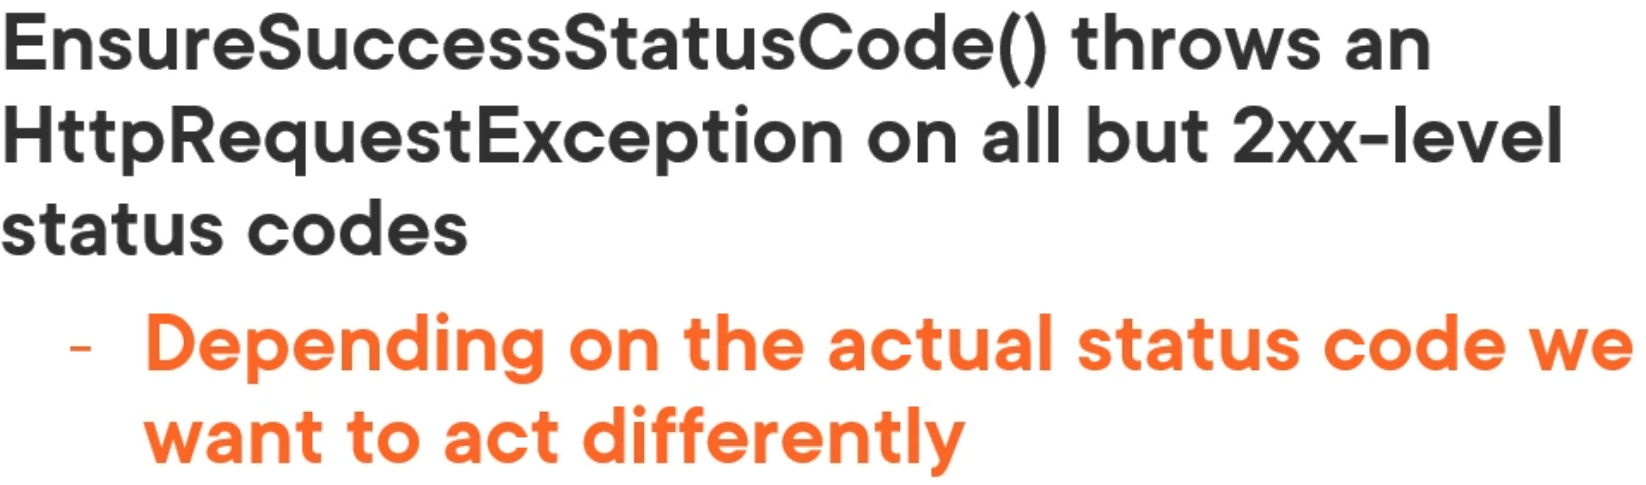 EnsureSuccessStatusCode() throws an
HttpRequestException on all but 2xx-level
status codes
- Depending on the actual status code we
want to act differently